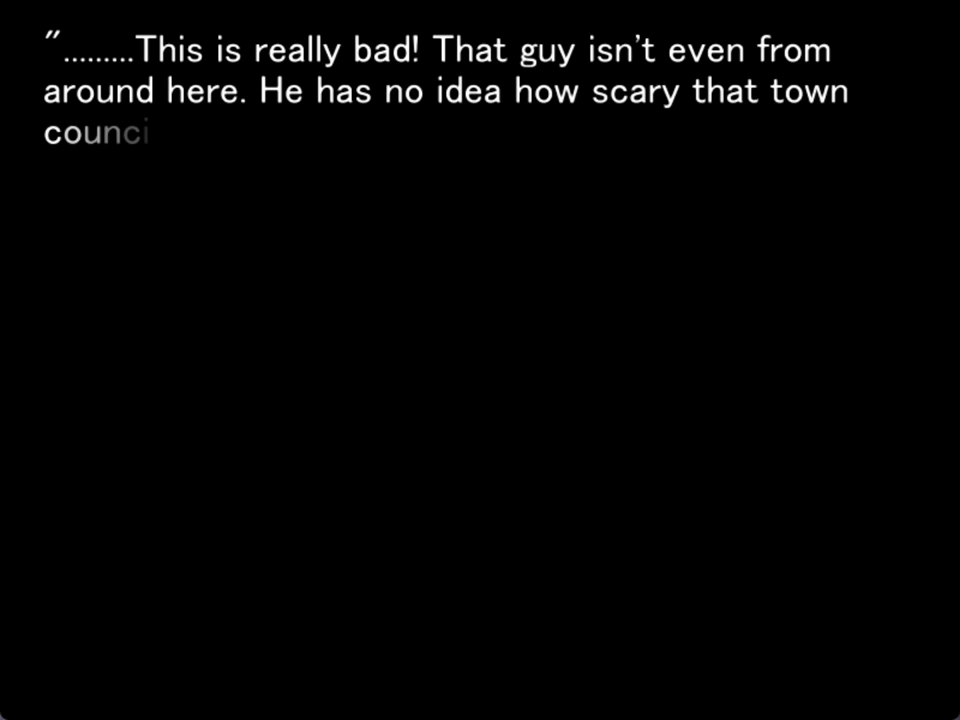 ".........This is really bad! That guy isn't even from
around here. He has no idea how scary that town
counci